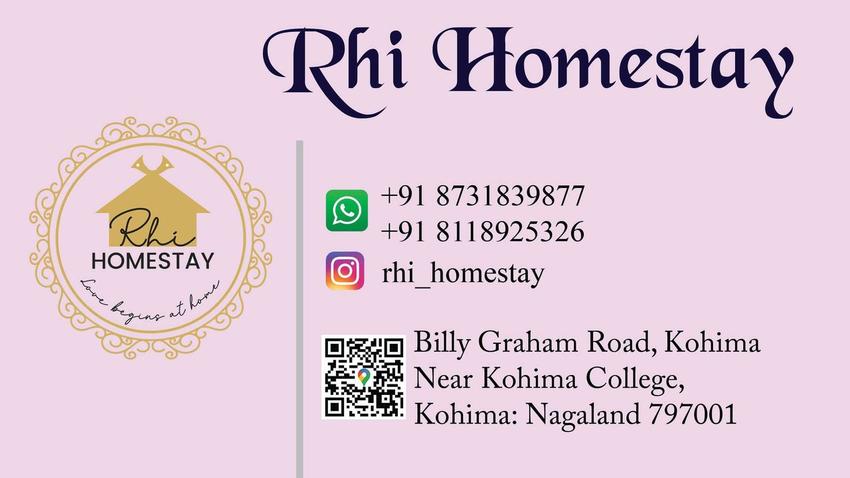 Rhi Homestay
Rhi
HOMESTAY
Love begins at home
+91 8731839877
+91 8118925326
rhi_homestay
Billy Graham Road, Kohima
Near Kohima College,
Kohima: Nagaland 797001